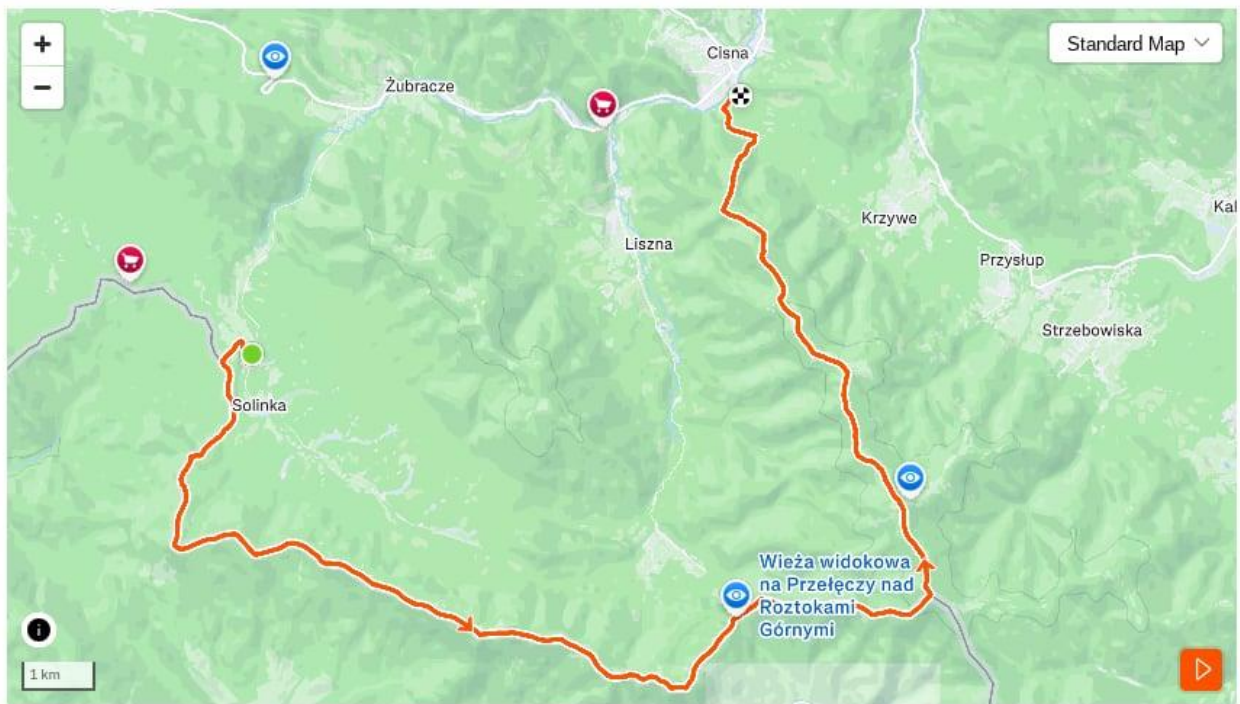 +
−
Standard Map
Cisna
Żubracze
Krzywe
Kal
Liszna
Przysłup
Strzebowiska
Solinka
Wieża widokowa
na Przełęczy nad
Roztokami
Górnymi
1 km